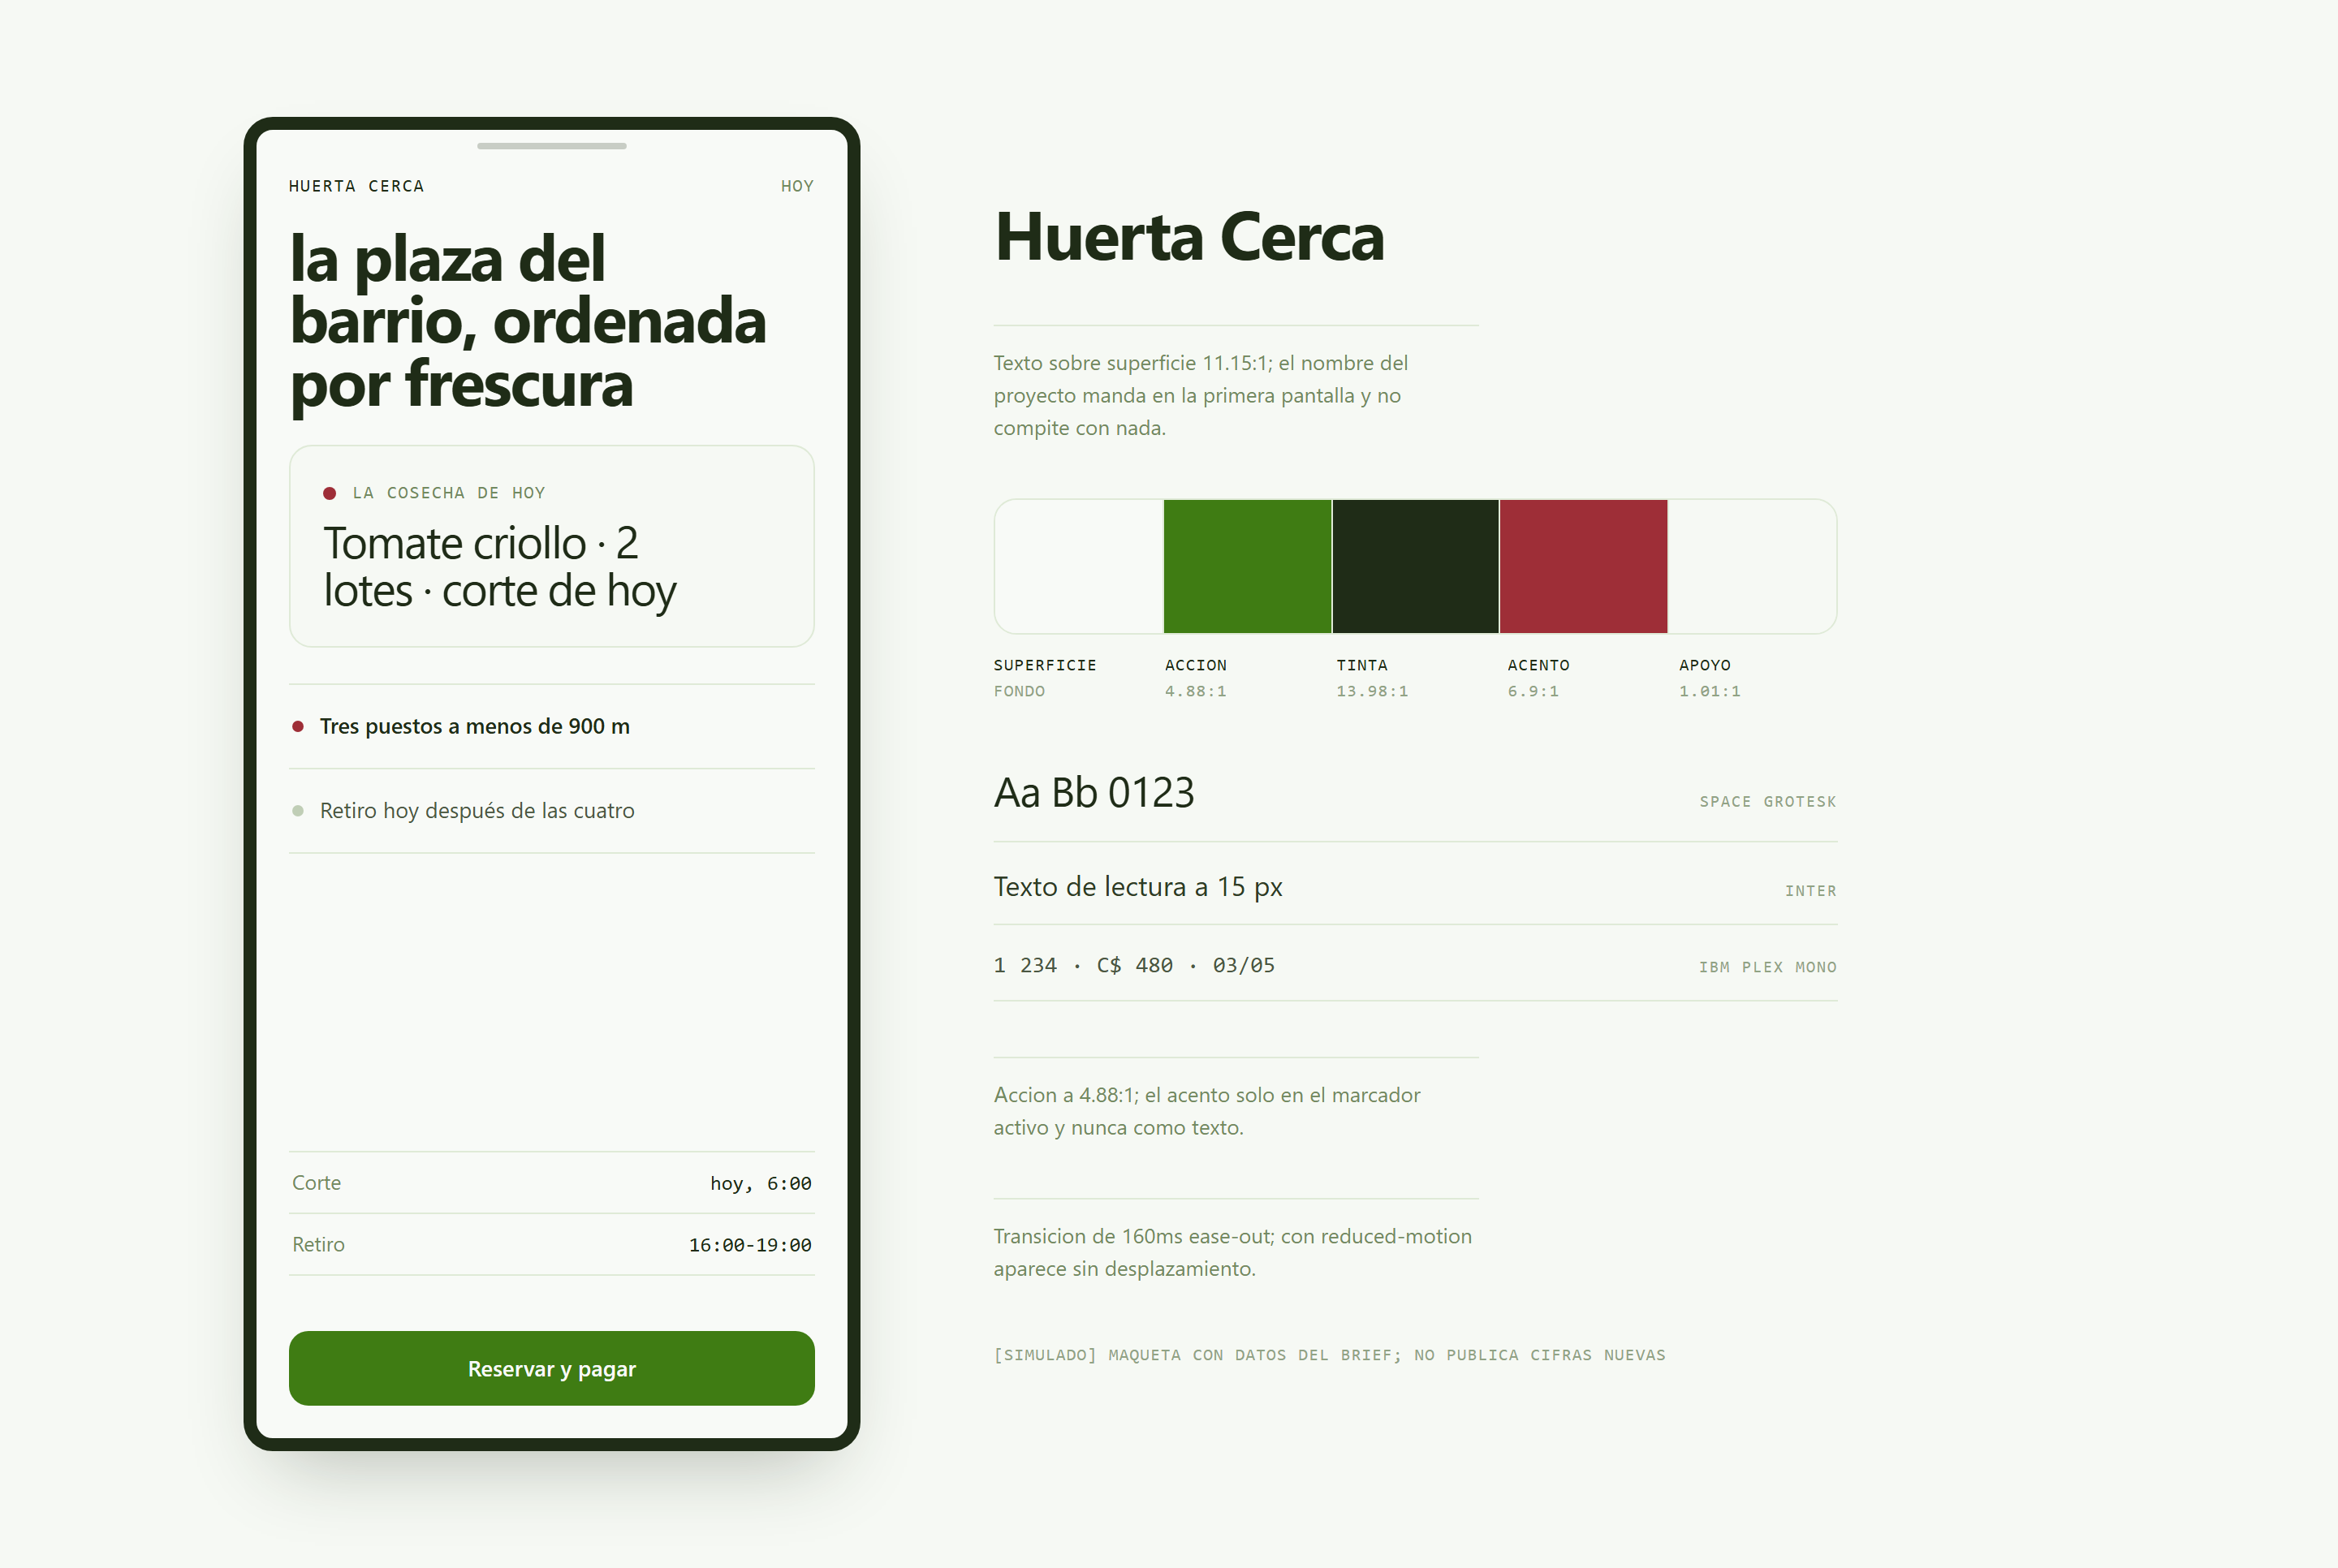 HUERTA CERCA
HOY
la plaza del
barrio, ordenada
por frescura
LA COSECHA DE HOY
Tomate criollo · 2
lotes · corte de hoy
Tres puestos a menos de 900 m
Retiro hoy después de las cuatro
Corte
hoy, 6:00
Retiro
16:00-19:00
Reservar y pagar
Huerta Cerca
Texto sobre superficie 11.15:1; el nombre del
proyecto manda en la primera pantalla y no
compite con nada.
SUPERFICIE
FONDO
ACCION
4.88:1
TINTA
13.98:1
ACENTO
6.9:1
APOYO
1.01:1
Aa Bb 0123
SPACE GROTESK
Texto de lectura a 15 px
INTER
1 234 · C$ 480 · 03/05
IBM PLEX MONO
Accion a 4.88:1; el acento solo en el marcador
activo y nunca como texto.
Transicion de 160ms ease-out; con reduced-motion
aparece sin desplazamiento.
[SIMULADO] MAQUETA CON DATOS DEL BRIEF; NO PUBLICA CIFRAS NUEVAS